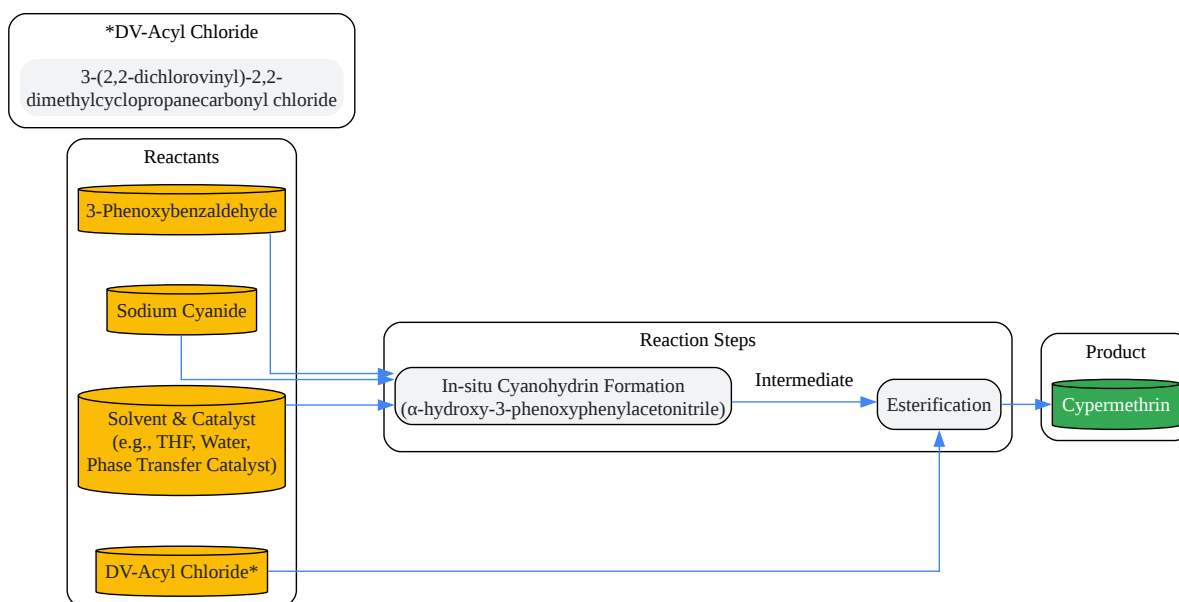 *DV-Acyl Chloride
3-(2,2-dichlorovinyl)-2,2-
dimethylcyclopropanecarbonyl chloride
Reactants
3-Phenoxybenzaldehyde
Sodium Cyanide
Solvent & Catalyst
(e.g., THF, Water,
Phase Transfer Catalyst)
DV-Acyl Chloride*
Reaction Steps
In-situ Cyanohydrin Formation
(α-hydroxy-3-phenoxyphenylacetonitrile)
Intermediate
Esterification
Product
Cypermethrin